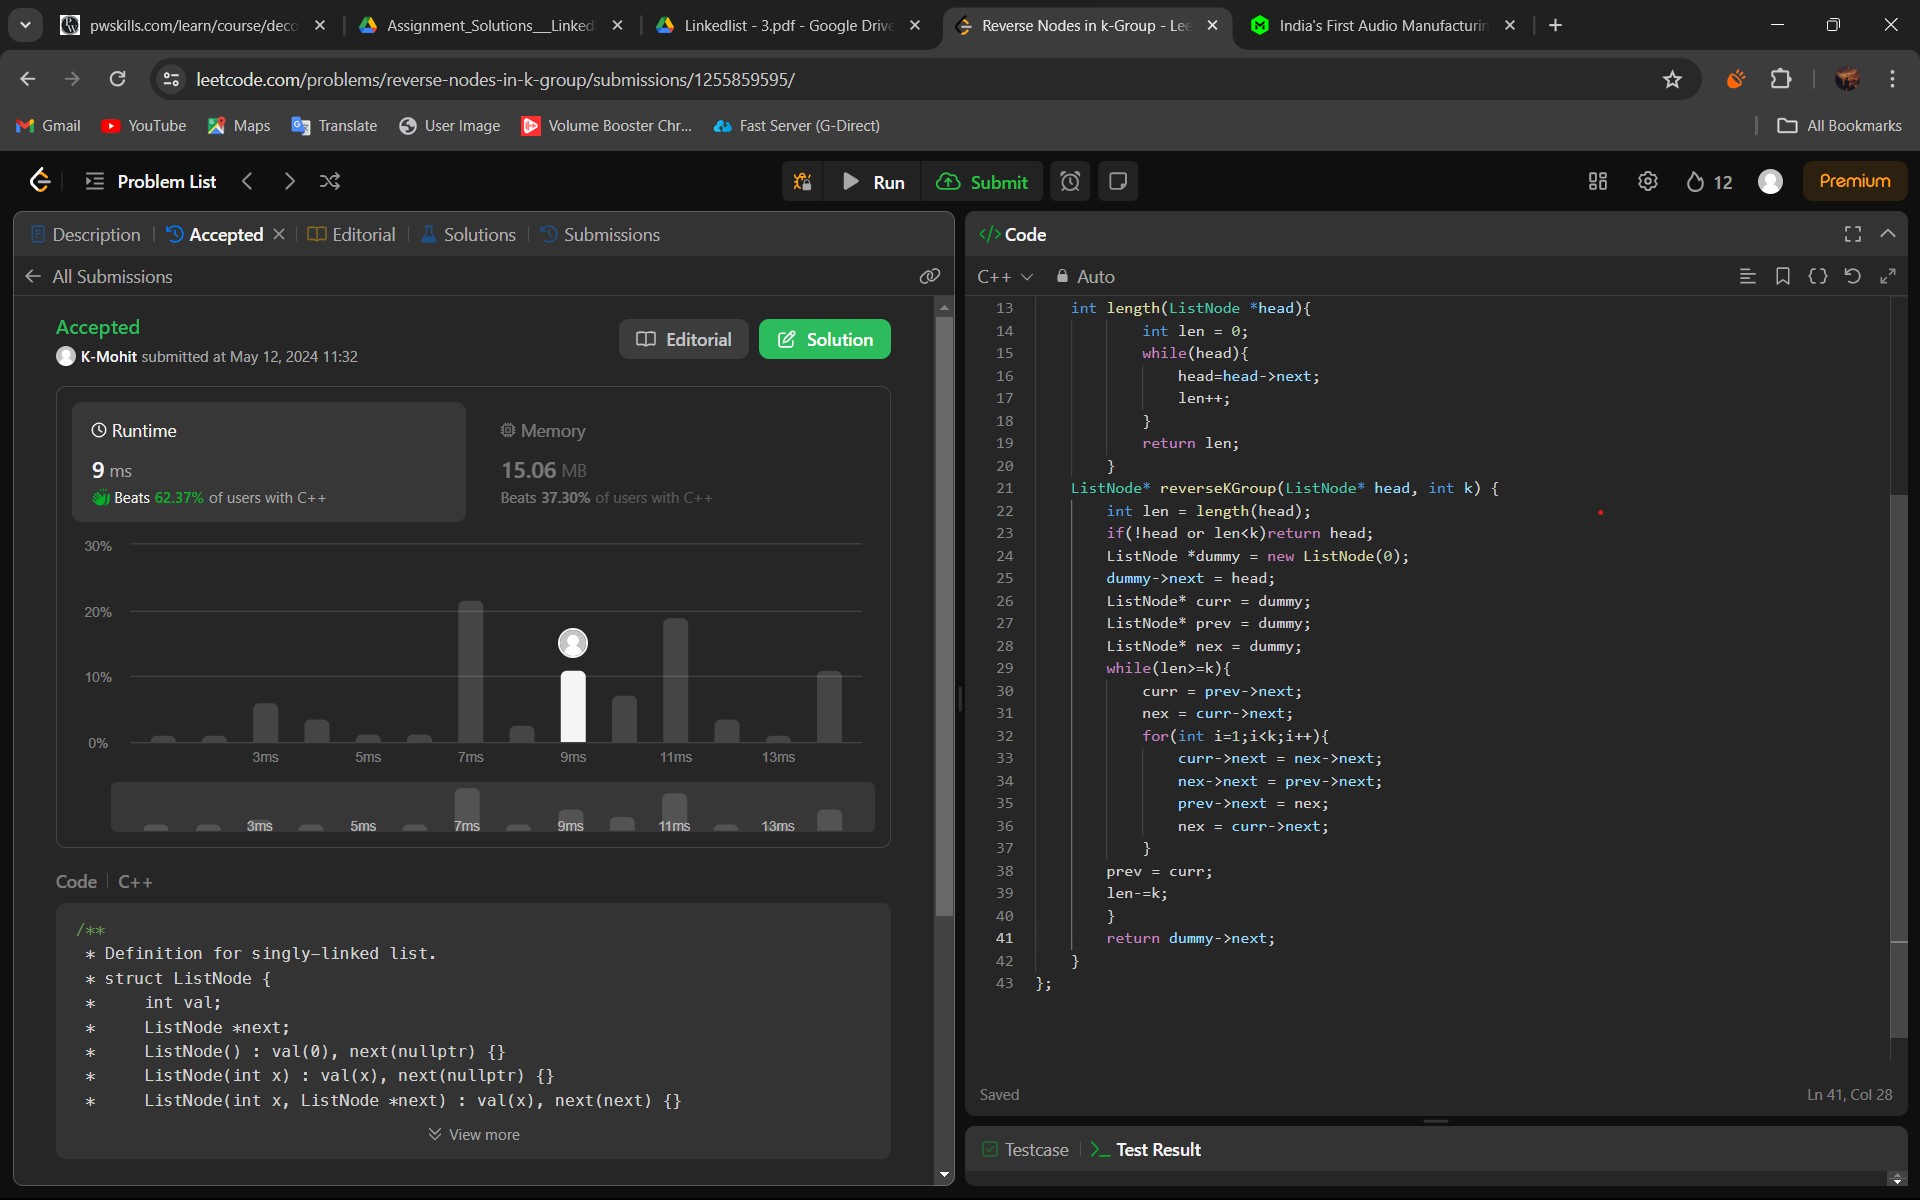 pwskills.com/learn/course/deco
Assignment_Solutions__Linked
Linkedlist - 3.pdf - Google Drive
Reverse Nodes in k-Group - Lee
India's First Audio Manufacturin
leetcode.com/problems/reverse-nodes-in-k-group/submissions/1255859595/
Gmail
YouTube
Maps
Translate
User Image
Volume Booster Chr...
Fast Server (G-Direct)
All Bookmarks
Problem List
Run
Submit
12
Premium
Description
Accepted
Editorial
Solutions
Submissions
All Submissions
Accepted
K-Mohit submitted at May 12, 2024 11:32
Editorial
Solution
Runtime
9 ms
Beats 62.37% of users with C++
Memory
15.06 MB
Beats 37.30% of users with C++
30%
20%
10%
0%
3ms 5ms 7ms 9ms 11ms 13ms
3ms 5ms 7ms 9ms 11ms 13ms
Code C++
/**
* Definition for singly-linked list.
* struct ListNode {
* int val;
* ListNode *next;
* ListNode() : val(0), next(nullptr) {}
* ListNode(int x) : val(x), next(nullptr) {}
* ListNode(int x, ListNode *next) : val(x), next(next) {}
View more
Code
C++ Auto
13 int length(ListNode *head){
14 int len = 0;
15 while(head){
16 head=head->next;
17 len++;
18 }
19 return len;
20 }
21 ListNode* reverseKGroup(ListNode* head, int k) {
22 int len = length(head);
23 if(!head or len<k)return head;
24 ListNode *dummy = new ListNode(0);
25 dummy->next = head;
26 ListNode* curr = dummy;
27 ListNode* prev = dummy;
28 ListNode* nex = dummy;
29 while(len>=k){
30 curr = prev->next;
31 nex = curr->next;
32 for(int i=1;i<k;i++){
33 curr->next = nex->next;
34 nex->next = prev->next;
35 prev->next = nex;
36 nex = curr->next;
37 }
38 prev = curr;
39 len-=k;
40 }
41 return dummy->next;
42 }
43 };
Saved
Ln 41, Col 28
Testcase
Test Result